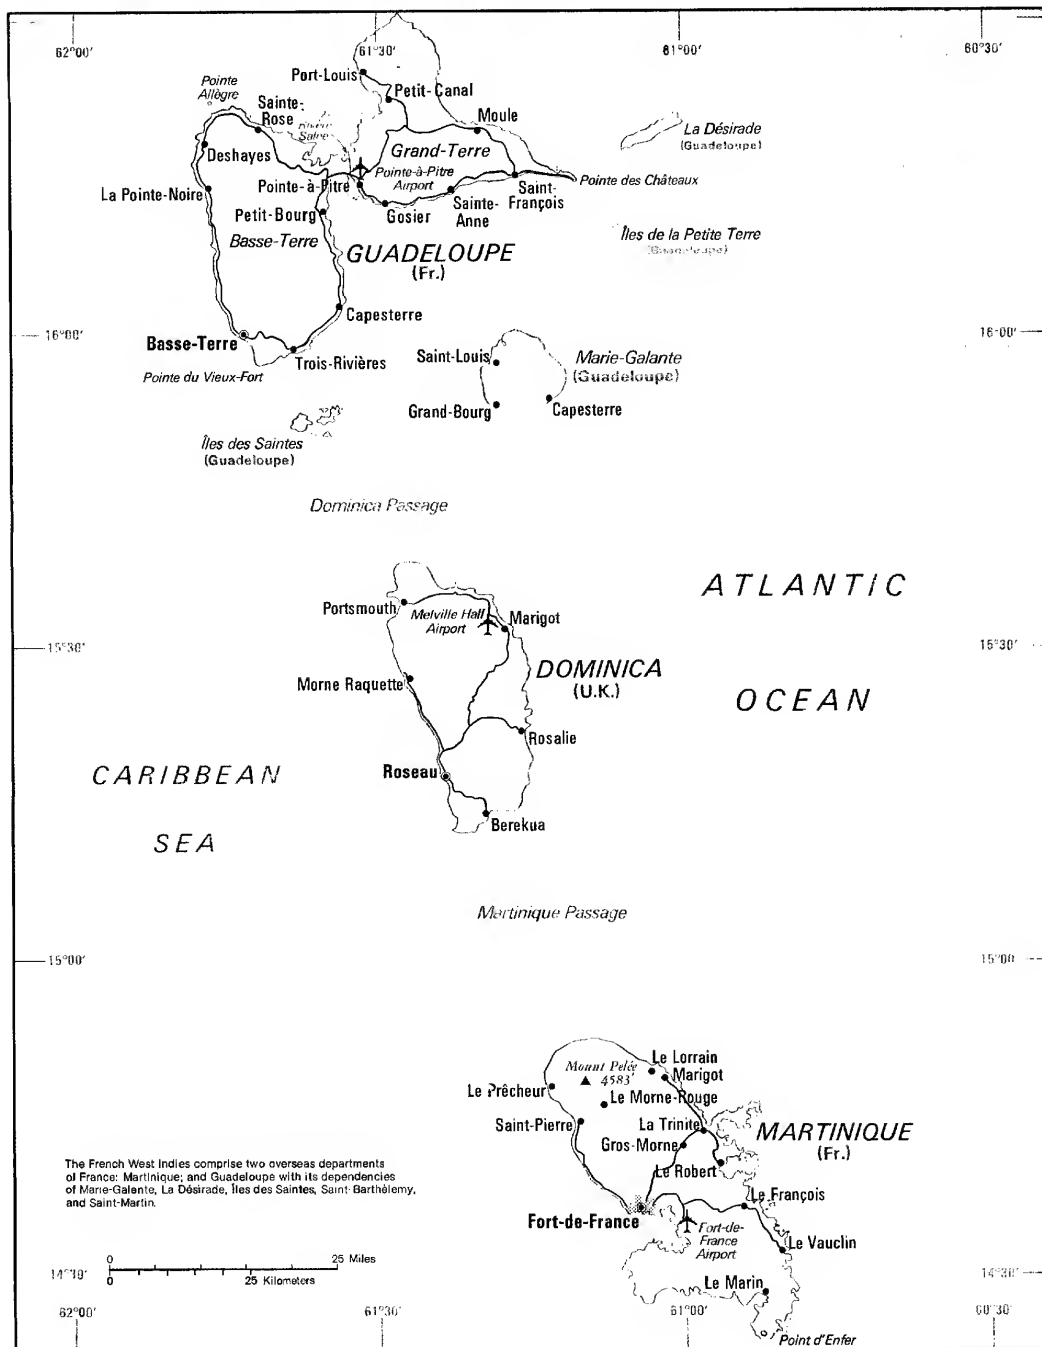 62°00'
61°30'
61°00'
60°30'
Port-Louis
Petit-Canal
Pointe
Allègre
Sainte-
Rose
Rivière
Salée
Moule
La Désirade
(Guadeloupe)
Deshayes
Grand-Terre
Pointe-à-Pitre
Airport
Pointe-à-Pitre
La Pointe-Noire
Pointe des Châteaux
Saint-
François
Sainte-
Anne
Gosier
Petit-Bourg
Basse-Terre
GUADELOUPE
(Fr.)
Îles de la Petite Terre
(Guadeloupe)
Capesterre
16°00'
16°00'
Basse-Terre
Trois-Rivières
Pointe du Vieux-Fort
Saint-Louis
Marie-Galante
(Guadeloupe)
Grand-Bourg
Capesterre
Îles des Saintes
(Guadeloupe)
Dominica Passage
ATLANTIC
OCEAN
Portsmouth
Melville Hall
Airport
Marigot
15°30'
15°30'
DOMINICA
(U.K.)
Morne Raquette
Rosalie
Roseau
CARIBBEAN
SEA
Berekua
Martinique Passage
15°00'
15°00
Le Lorrain
Marigot
Mount Pelée
4583'
Le Prêcheur
Le Morne-Rouge
Saint-Pierre
La Trinite
Gros-Morne
MARTINIQUE
(Fr.)
Le Robert
The French West Indies comprise two overseas departments
of France: Martinique; and Guadeloupe with its dependencies
of Marie-Galante, La Désirade, Îles des Saintes, Saint-Barthélemy,
and Saint-Martin.
Le François
Fort-de-France
Fort-de-
France
Airport
Le Vauclin
0 25 Miles
0 25 Kilometers
14°30'
14°30'
Le Marin
Point d'Enfer
62°00'
61°30'
61°00'
60°30'